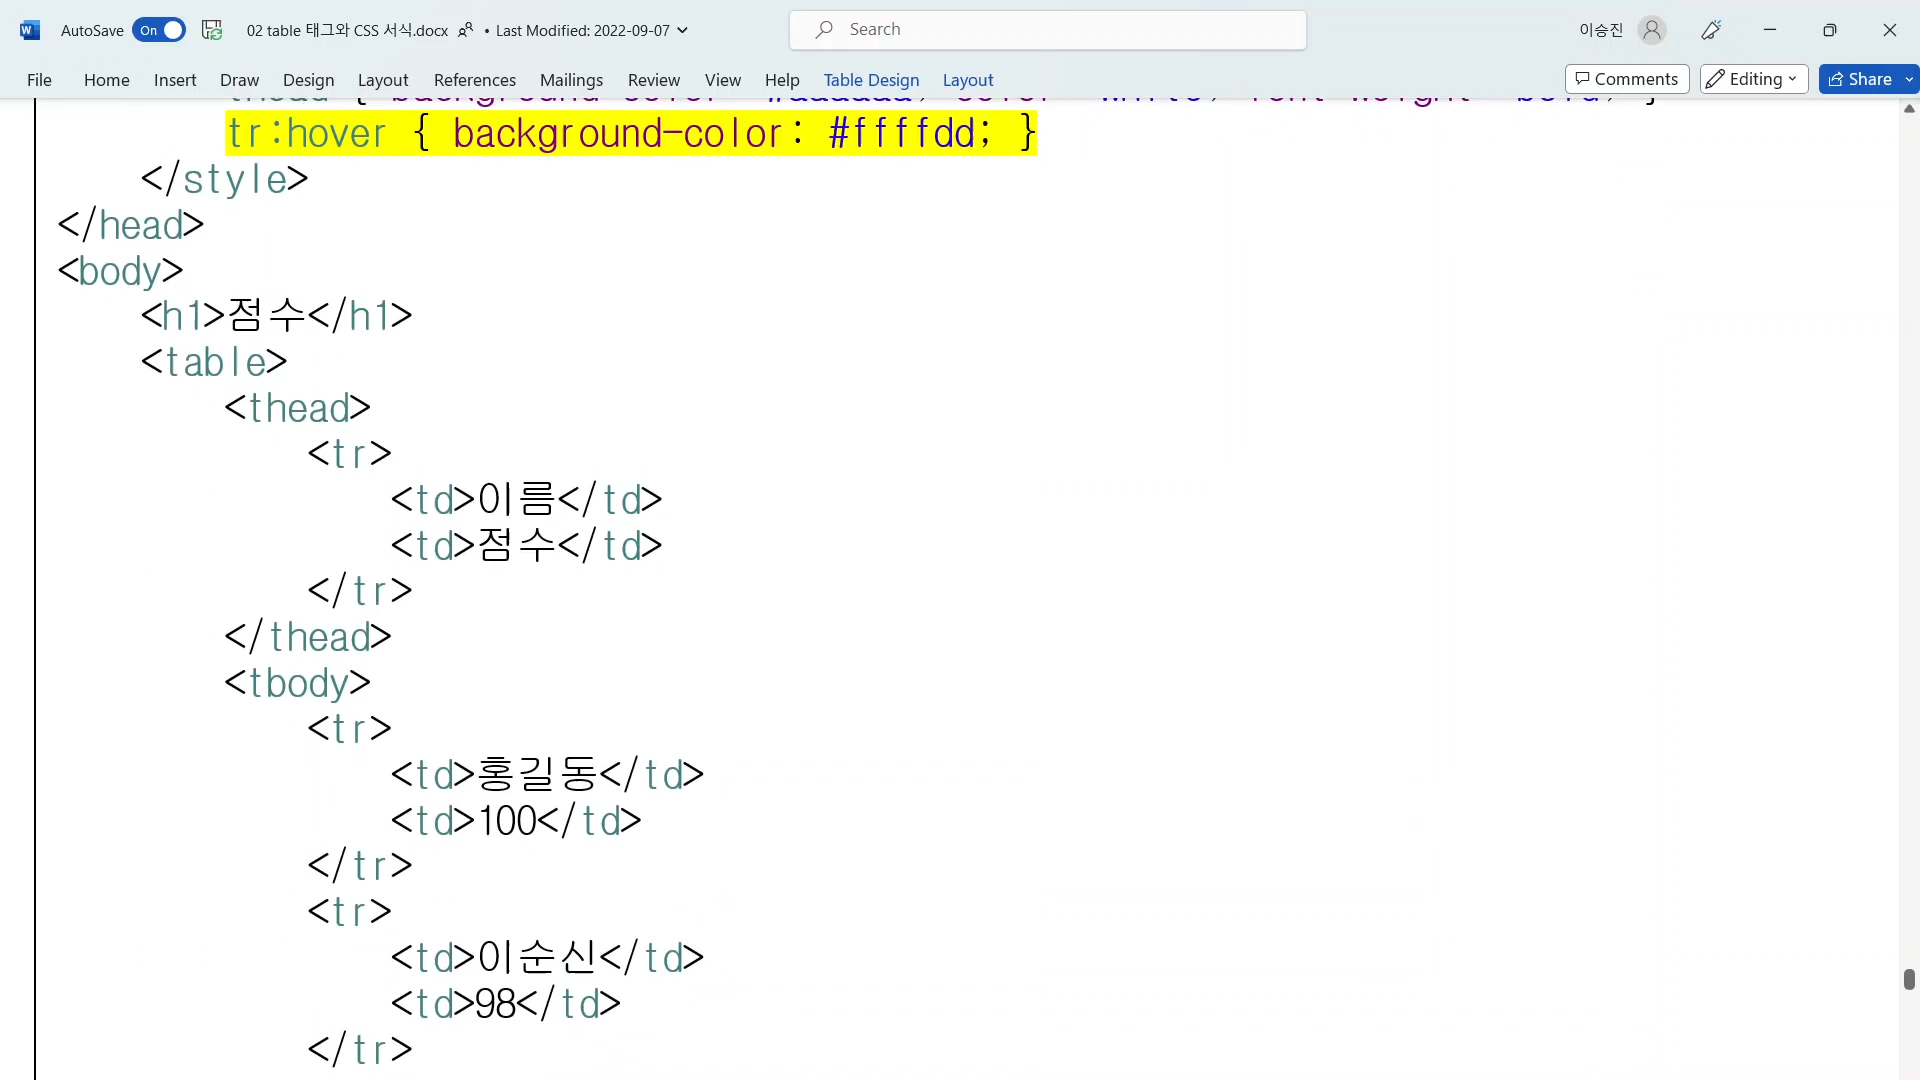 AutoSave On 02 table 태그와 CSS 서식.docx • Last Modified: 2022-09-07 Search 이승진
File Home Insert Draw Design Layout References Mailings Review View Help Table Design Layout Comments Editing Share
tr:hover { background-color: #ffffdd; }
</style>
</head>
<body>
<h1>점수</h1>
<table>
<thead>
<tr>
<td>이름</td>
<td>점수</td>
</tr>
</thead>
<tbody>
<tr>
<td>홍길동</td>
<td>100</td>
</tr>
<tr>
<td>이순신</td>
<td>98</td>
</tr>